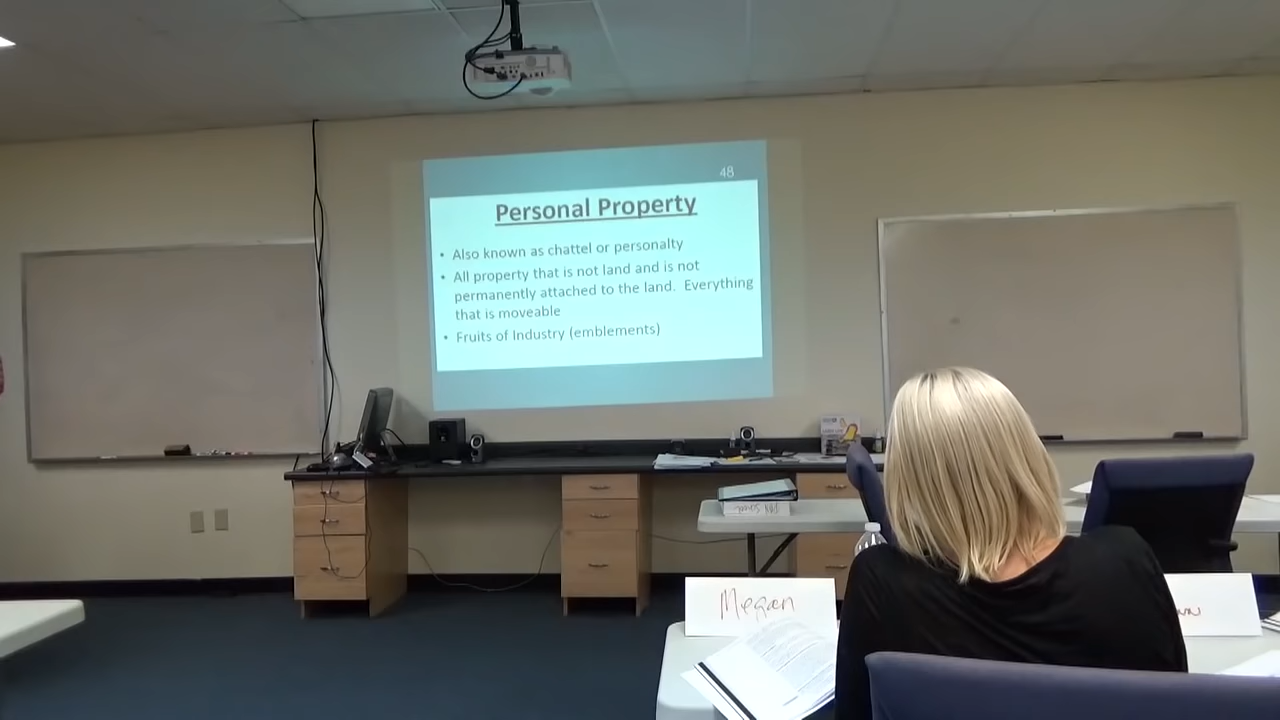 48
Personal Property
• Also known as chattel or personalty
• All property that is not land and is not
permanently attached to the land.  Everything
that is moveable
• Fruits of Industry (emblements)
Megan